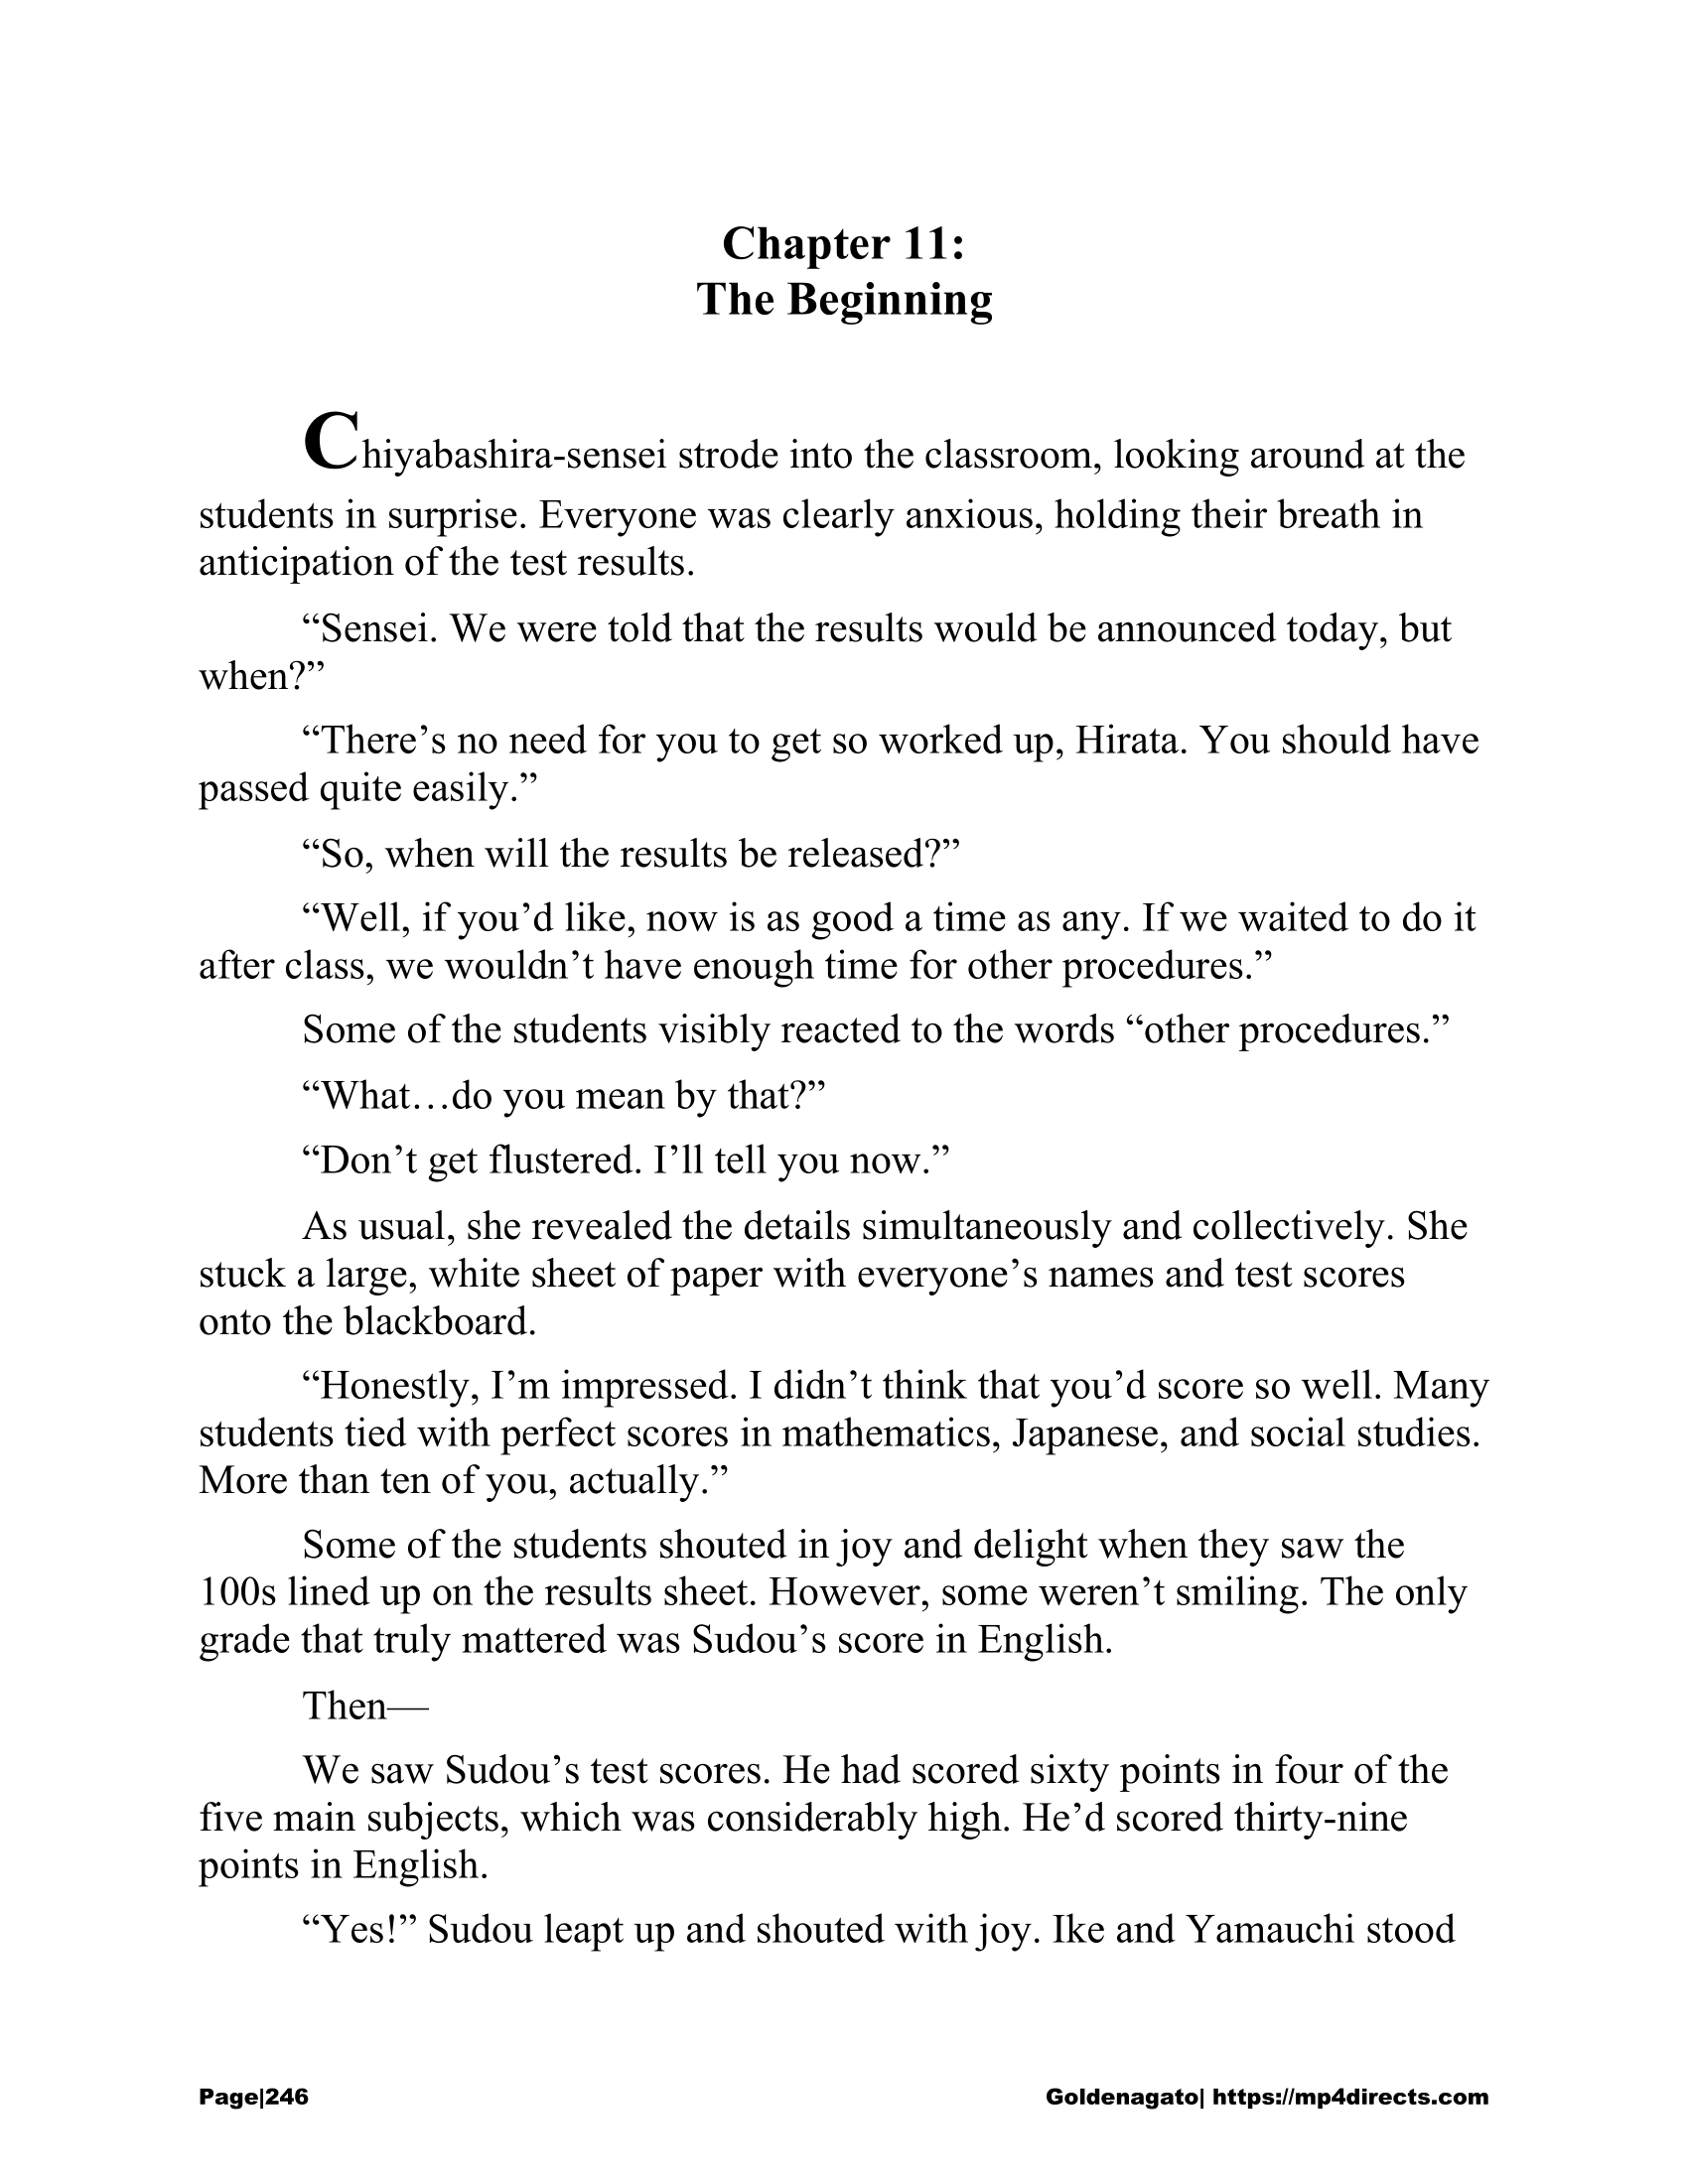 Chapter 11:
The Beginning
Chiyabashira-sensei strode into the classroom, looking around at the
students in surprise. Everyone was clearly anxious, holding their breath in
anticipation of the test results.
“Sensei. We were told that the results would be announced today, but
when?”
“There’s no need for you to get so worked up, Hirata. You should have
passed quite easily.”
“So, when will the results be released?”
“Well, if you’d like, now is as good a time as any. If we waited to do it
after class, we wouldn’t have enough time for other procedures.”
Some of the students visibly reacted to the words “other procedures.”
“What…do you mean by that?”
“Don’t get flustered. I’ll tell you now.”
As usual, she revealed the details simultaneously and collectively. She
stuck a large, white sheet of paper with everyone’s names and test scores
onto the blackboard.
“Honestly, I’m impressed. I didn’t think that you’d score so well. Many
students tied with perfect scores in mathematics, Japanese, and social studies.
More than ten of you, actually.”
Some of the students shouted in joy and delight when they saw the
100s lined up on the results sheet. However, some weren’t smiling. The only
grade that truly mattered was Sudou’s score in English.
Then—
We saw Sudou’s test scores. He had scored sixty points in four of the
five main subjects, which was considerably high. He’d scored thirty-nine
points in English.
“Yes!” Sudou leapt up and shouted with joy. Ike and Yamauchi stood
Page|246 Goldenagato| https://mp4directs.com